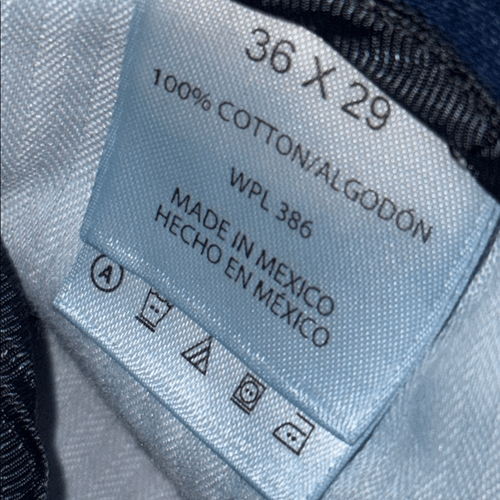 36 X 29
100% COTTON/ALGODÓN
WPL 386
MADE IN MEXICO
HECHO EN MÉXICO
A